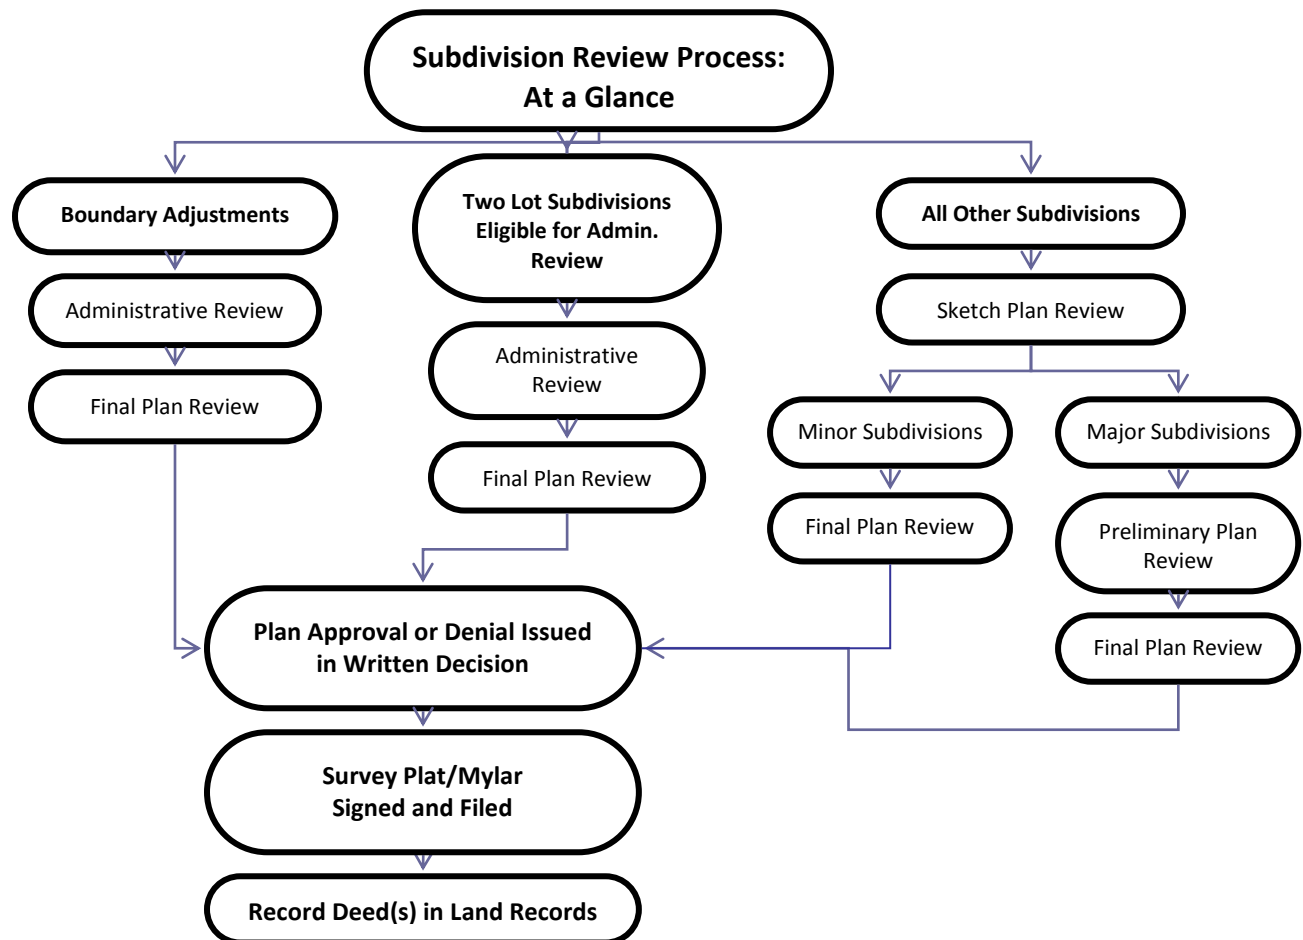 Subdivision Review Process:
At a Glance
Boundary Adjustments
Two Lot Subdivisions
Eligible for Admin.
Review
All Other Subdivisions
Administrative Review
Sketch Plan Review
Administrative
Review
Final Plan Review
Minor Subdivisions
Major Subdivisions
Final Plan Review
Final Plan Review
Preliminary Plan
Review
Plan Approval or Denial Issued
in Written Decision
Final Plan Review
Survey Plat/Mylar
Signed and Filed
Record Deed(s) in Land Records